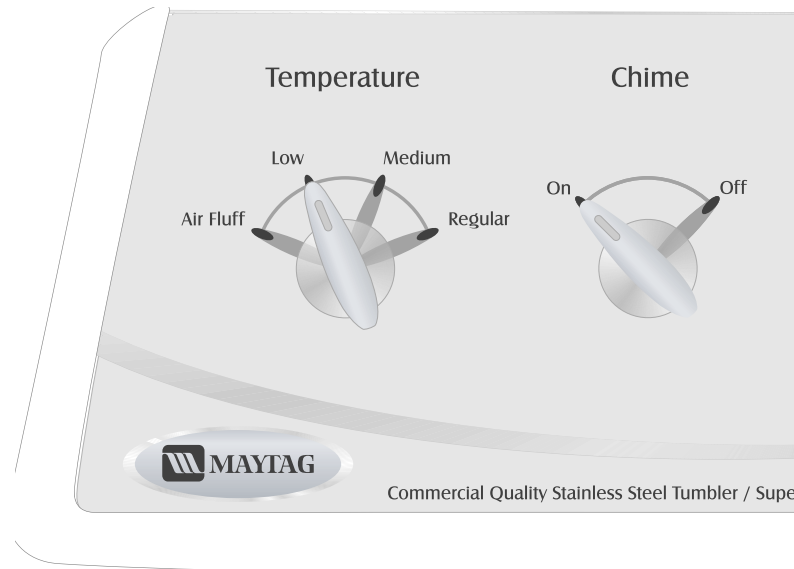 Temperature
Chime
Low
Medium
Air Fluff
Regular
On
Off
MAYTAG
Commercial Quality Stainless Steel Tumbler / Supe